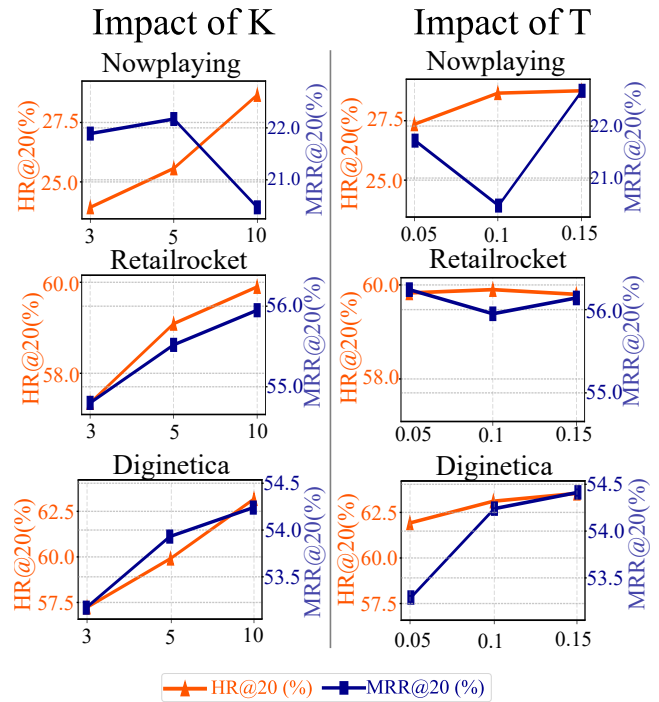 Impact of K
Impact of T
Nowplaying
HR@20(%)
27.5
25.0
22.0
21.0
MRR@20(%)
3 5 10
Nowplaying
HR@20(%)
27.5
25.0
22.0
21.0
MRR@20(%)
0.05 0.1 0.15
Retailrocket
HR@20(%)
60.0
58.0
56.0
55.0
MRR@20(%)
3 5 10
Retailrocket
HR@20(%)
60.0
58.0
56.0
55.0
MRR@20(%)
0.05 0.1 0.15
Diginetica
HR@20(%)
62.5
60.0
57.5
54.5
54.0
53.5
MRR@20(%)
3 5 10
Diginetica
HR@20(%)
62.5
60.0
57.5
54.5
54.0
53.5
MRR@20(%)
0.05 0.1 0.15
HR@20 (%) MRR@20 (%)